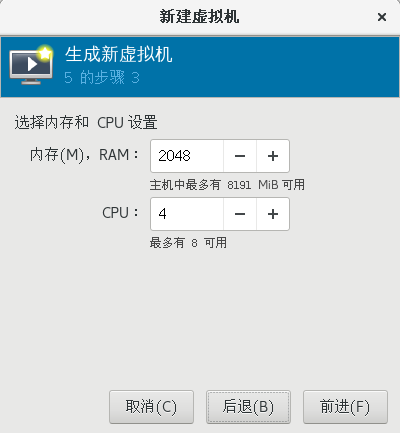 新建虚拟机 ×
生成新虚拟机
5 的步骤 3
选择内存和 CPU 设置
内存(M)，RAM： 2048 − +
主机中最多有 8191 MiB 可用
CPU： 4 − +
最多有 8 可用
取消(C) 后退(B) 前进(F)